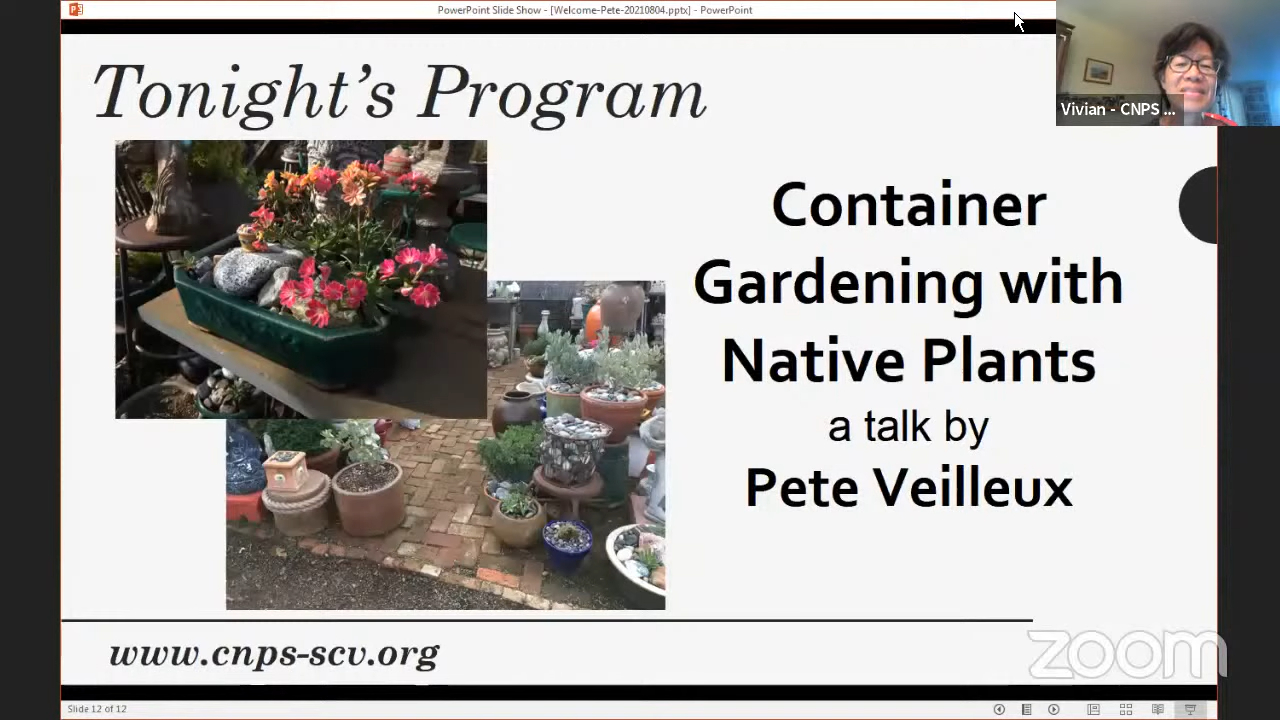 PowerPoint Slide Show - [Welcome-Pete-20210804.pptx] - PowerPoint
Vivian - CNPS ...
Tonight's Program
Container
Gardening with
Native Plants
a talk by
Pete Veilleux
www.cnps-scv.org
zoom
Slide 12 of 12